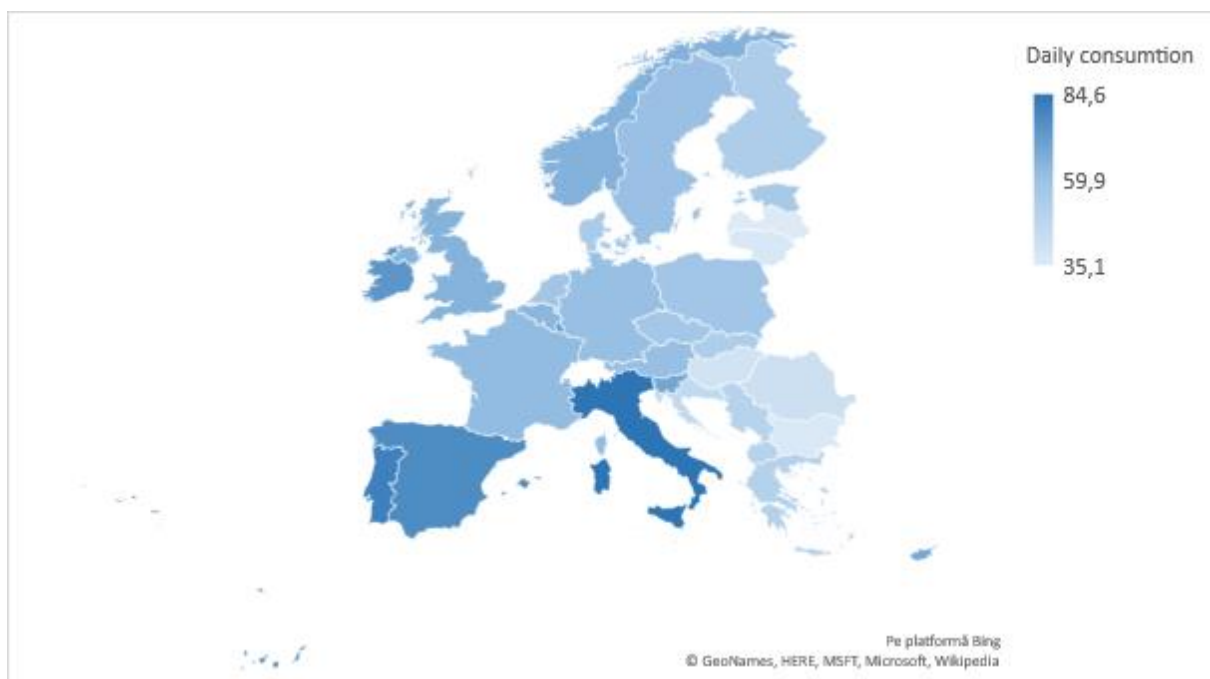 Daily consumtion
84,6
59,9
35,1
Pe platformă Bing
© GeoNames, HERE, MSFT, Microsoft, Wikipedia